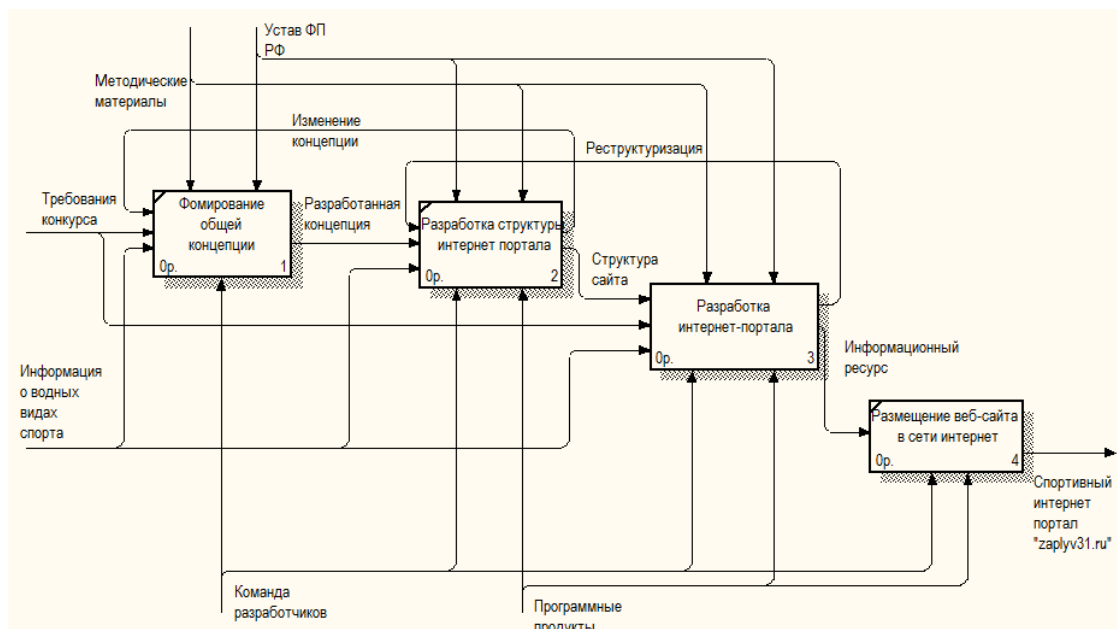 Устав ФП
РФ
Методические
материалы
Изменение
концепции
Реструктуризация
Требования
конкурса
Фомирование
общей
концепции
0р. 1
Разработанная
концепция
Разработка структуры
интернет портала
0р. 2
Структура
сайта
Разработка
интернет-портала
0р. 3
Информация
о водных
видах
спорта
Информационный
ресурс
Размещение веб-сайта
в сети интернет
0р. 4
Спортивный
интернет
портал
"zaplyv31.ru"
Команда
разработчиков
Программные
продукты